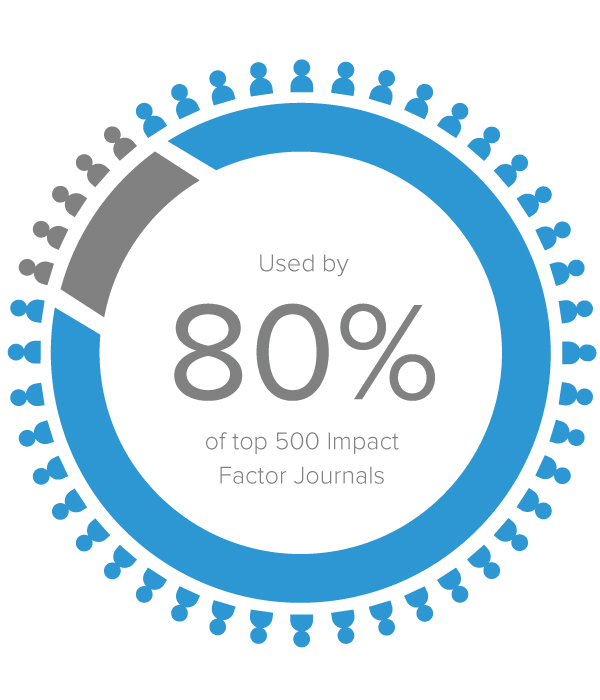 Used by
80%
of top 500 Impact
Factor Journals